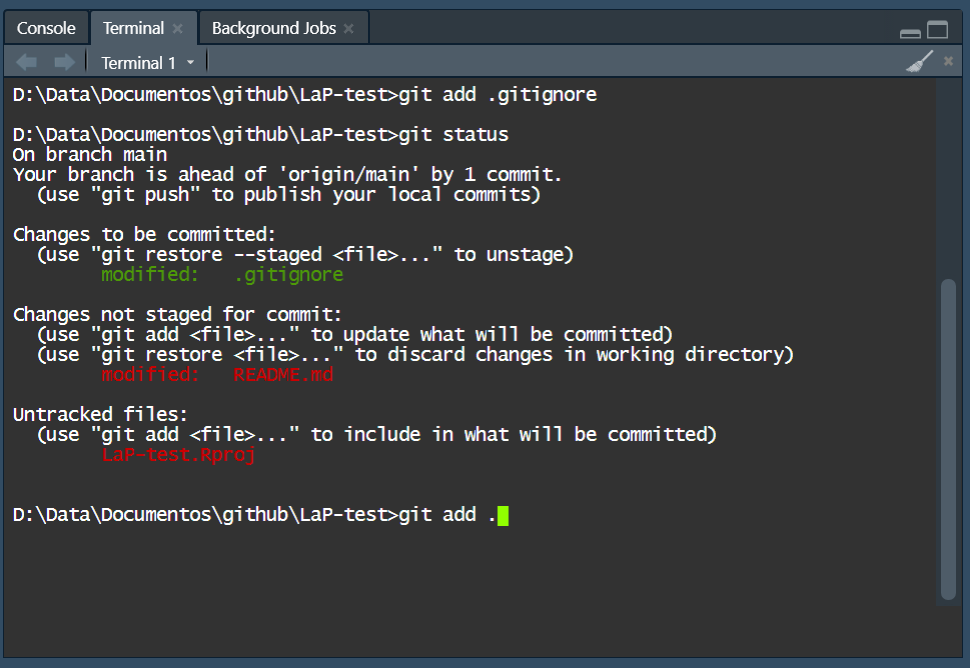 Console Terminal Background Jobs
Terminal 1
D:\Data\Documentos\github\LaP-test>git add .gitignore
D:\Data\Documentos\github\LaP-test>git status
On branch main
Your branch is ahead of 'origin/main' by 1 commit.
  (use "git push" to publish your local commits)
Changes to be committed:
  (use "git restore --staged <file>..." to unstage)
        modified:   .gitignore
Changes not staged for commit:
  (use "git add <file>..." to update what will be committed)
  (use "git restore <file>..." to discard changes in working directory)
        modified:   README.md
Untracked files:
  (use "git add <file>..." to include in what will be committed)
        LaP-test.Rproj
D:\Data\Documentos\github\LaP-test>git add .